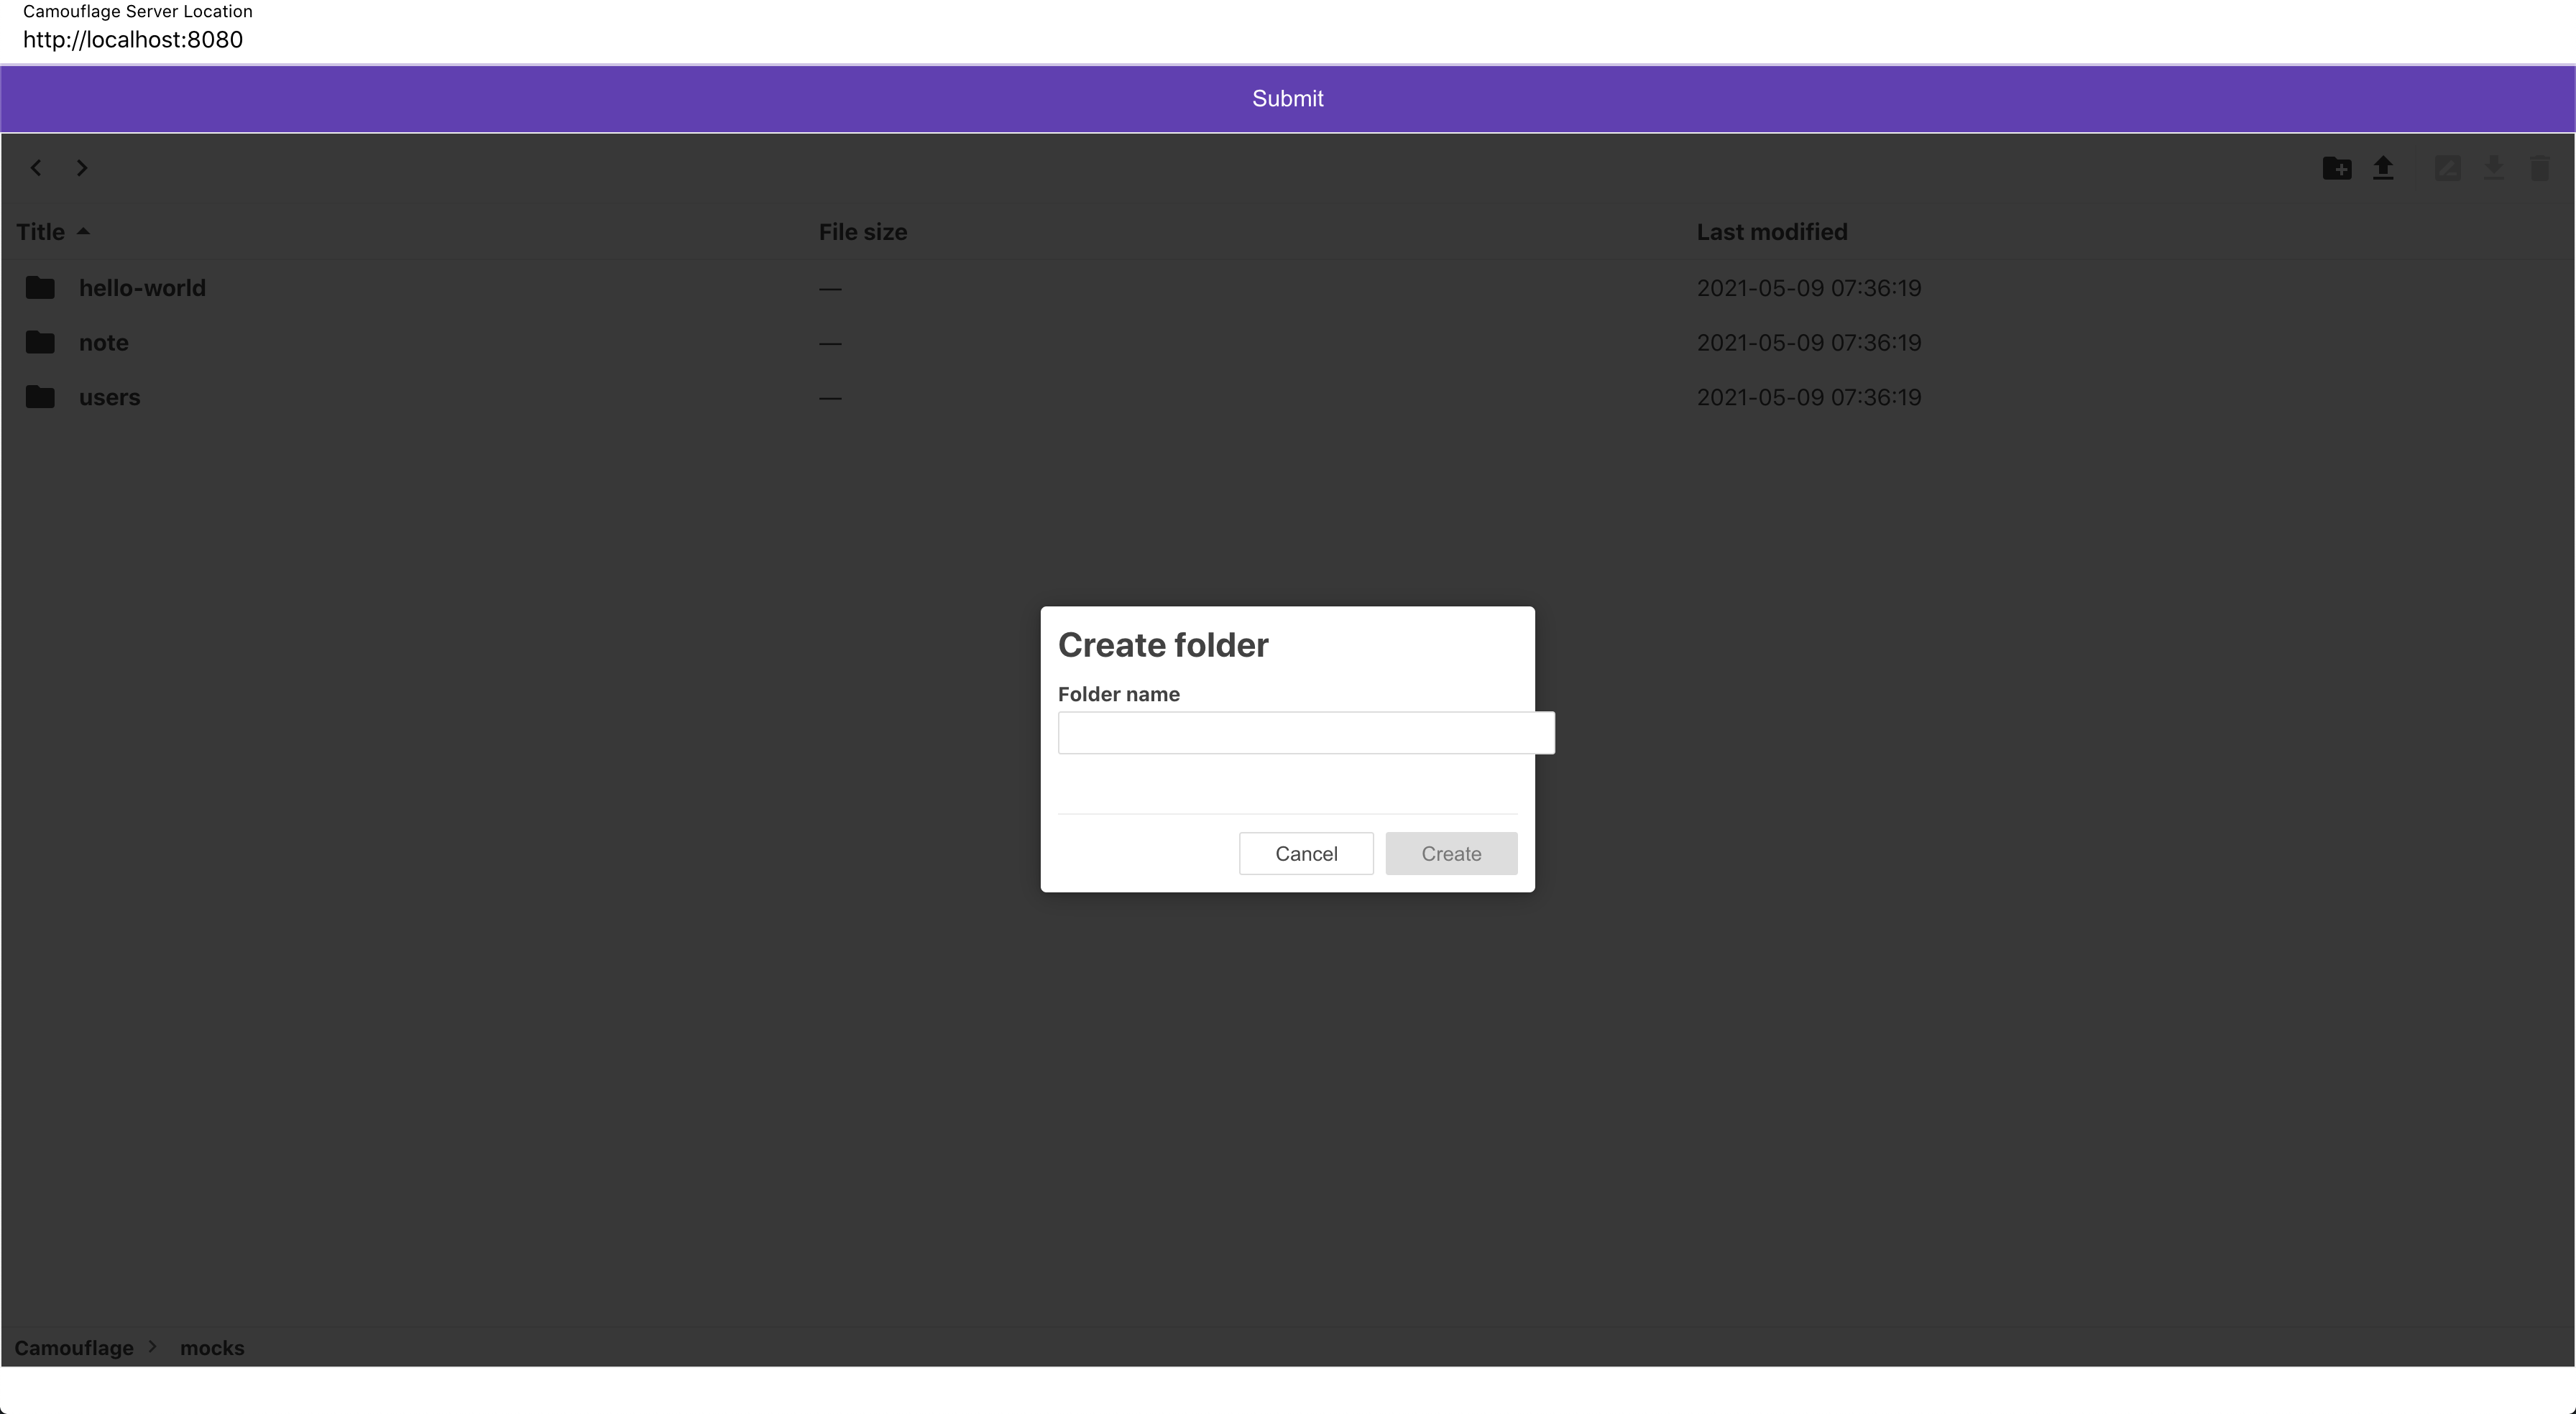 Camouflage Server Location
http://localhost:8080
Submit
Title File size Last modified
hello-world — 2021-05-09 07:36:19
note — 2021-05-09 07:36:19
users — 2021-05-09 07:36:19
Create folder
Folder name
Cancel Create
Camouflage > mocks